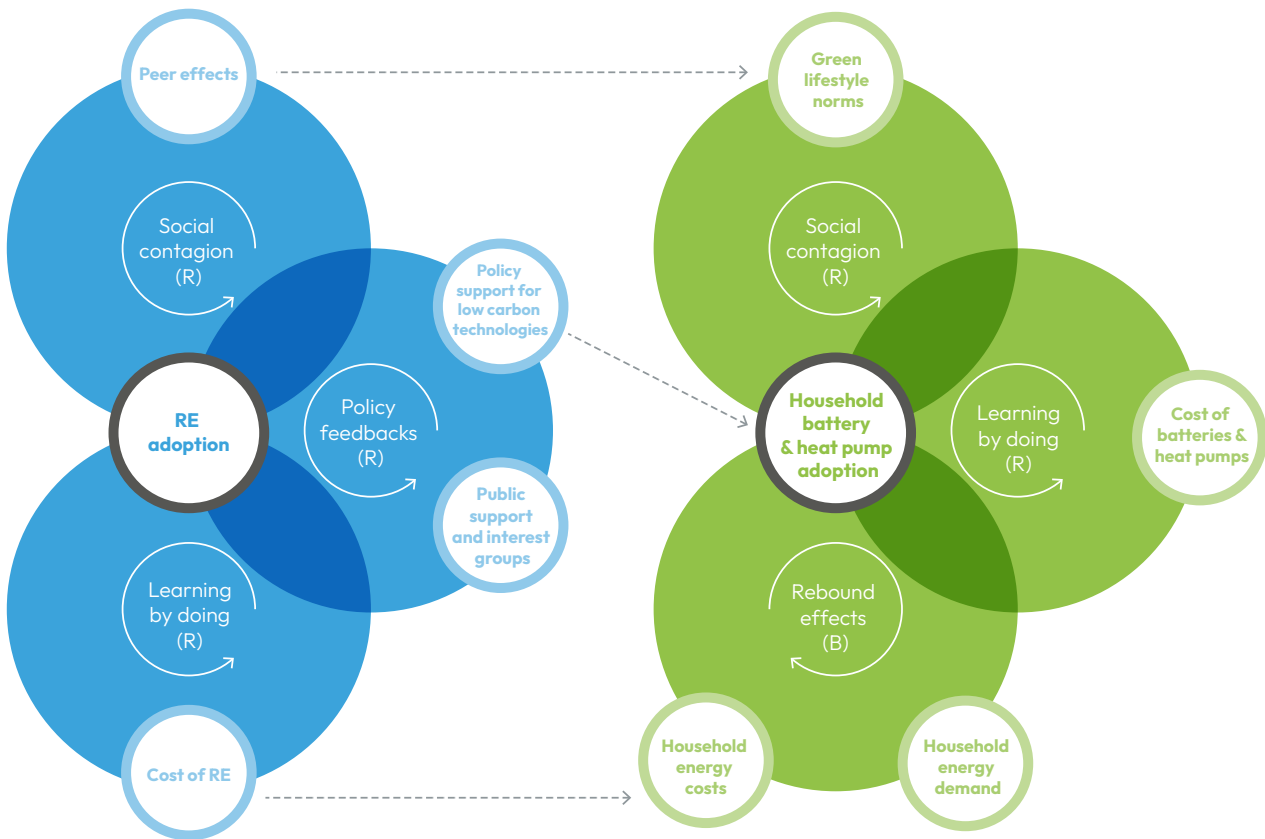 Peer effects
Social
contagion
(R)
Policy
support for
low carbon
technologies
RE
adoption
Policy
feedbacks
(R)
Public
support
and interest
groups
Learning
by doing
(R)
Cost of RE
Green
lifestyle
norms
Social
contagion
(R)
Household
battery
& heat pump
adoption
Learning
by doing
(R)
Cost of
batteries &
heat pumps
Rebound
effects
(B)
Household
energy
costs
Household
energy
demand